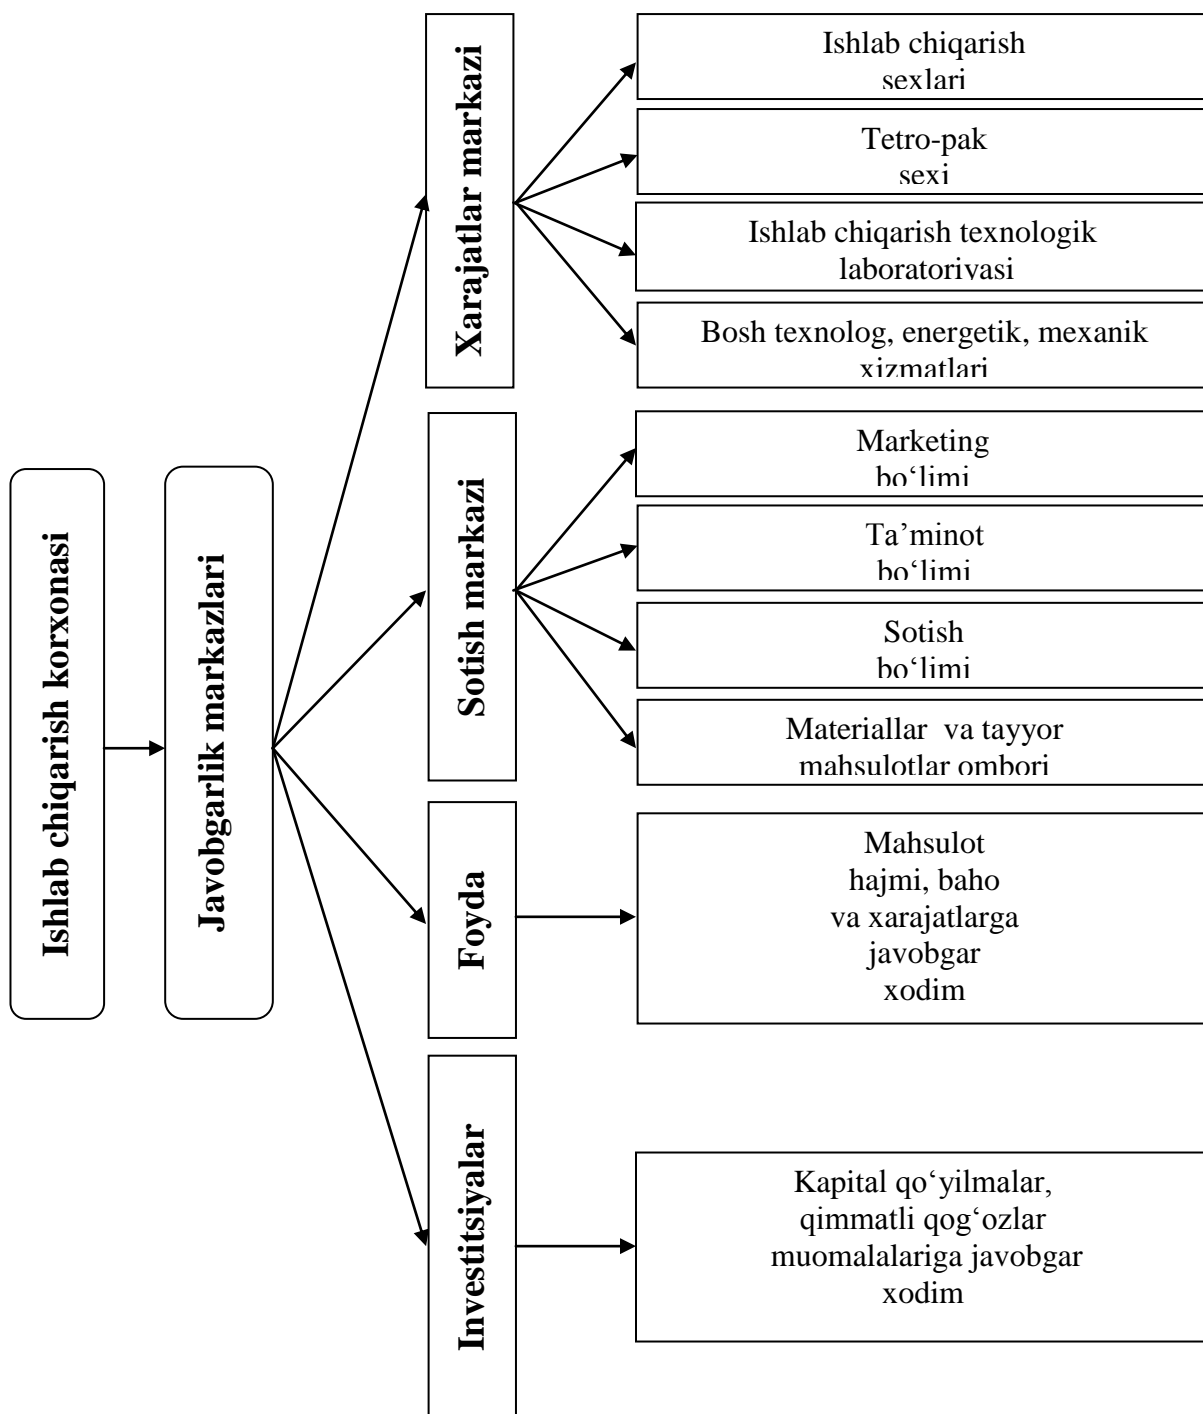 Ishlab chiqarish korxonasi
Javobgarlik markazlari
Xarajatlar markazi
Ishlab chiqarish
sexlari
Tetro-pak
sexi
Ishlab chiqarish texnologik
laboratoriyasi
Bosh texnolog, energetik, mexanik
xizmatlari
Sotish markazi
Marketing
bo‘limi
Ta’minot
bo‘limi
Sotish
bo‘limi
Materiallar va tayyor
mahsulotlar ombori
Foyda
Mahsulot
hajmi, baho
va xarajatlarga
javobgar
xodim
Investitsiyalar
Kapital qo‘yilmalar,
qimmatli qog‘ozlar
muomalalariga javobgar
xodim